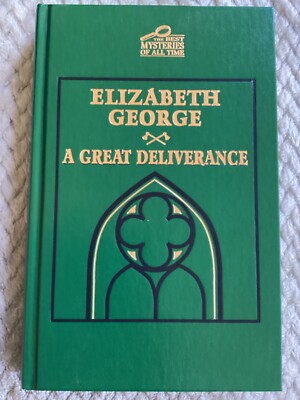 THE BEST
MYSTERIES
OF ALL TIME
ELIZABETH
GEORGE
A GREAT DELIVERANCE